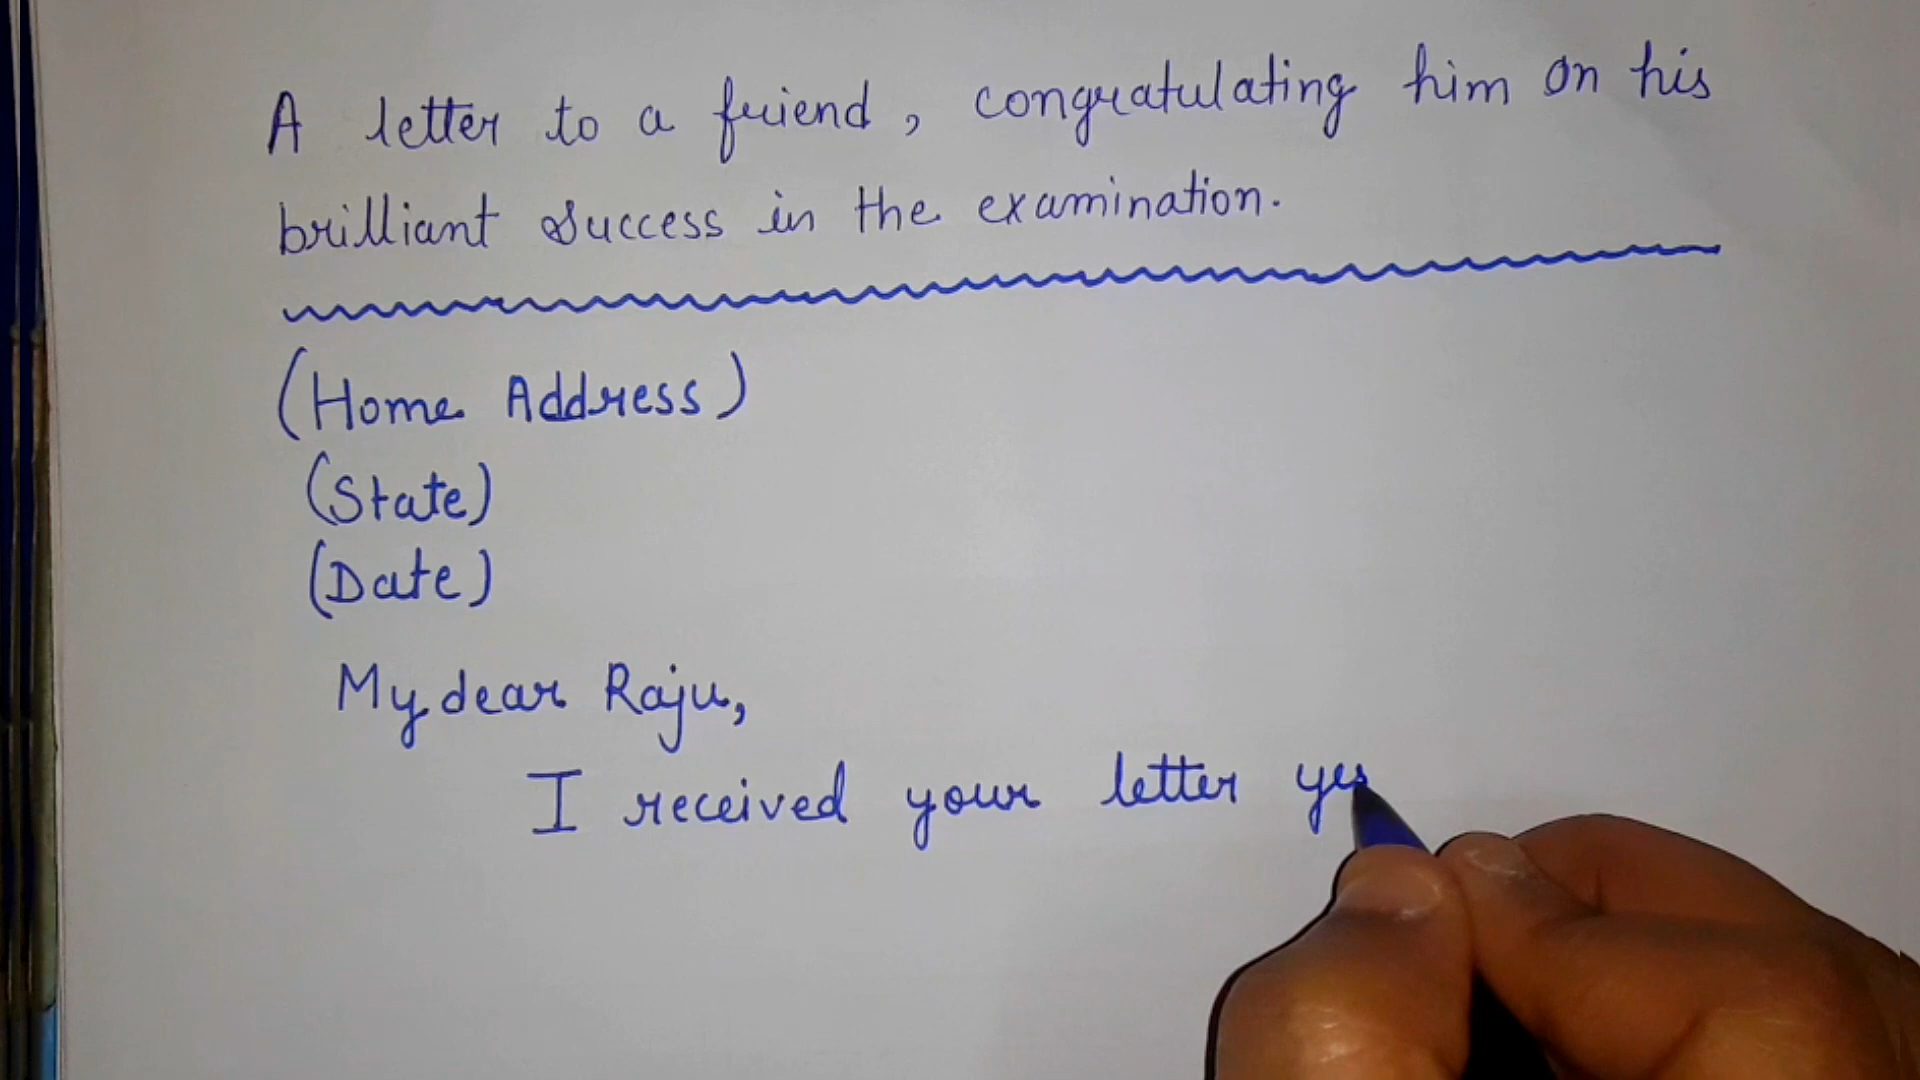 A letter to a friend, congratulating him on his
brilliant success in the examination.
(Home Address)
(State)
(Date)
My dear Raju,
I received your letter yes